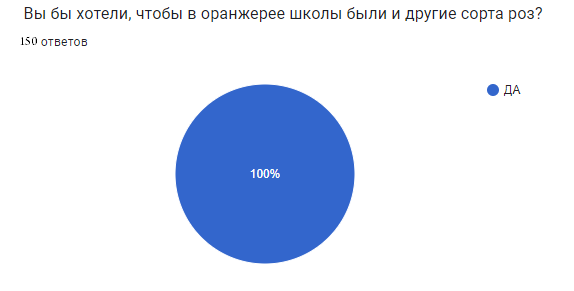 Вы бы хотели, чтобы в оранжерее школы были и другие сорта роз?
150 ответов
ДА
100%